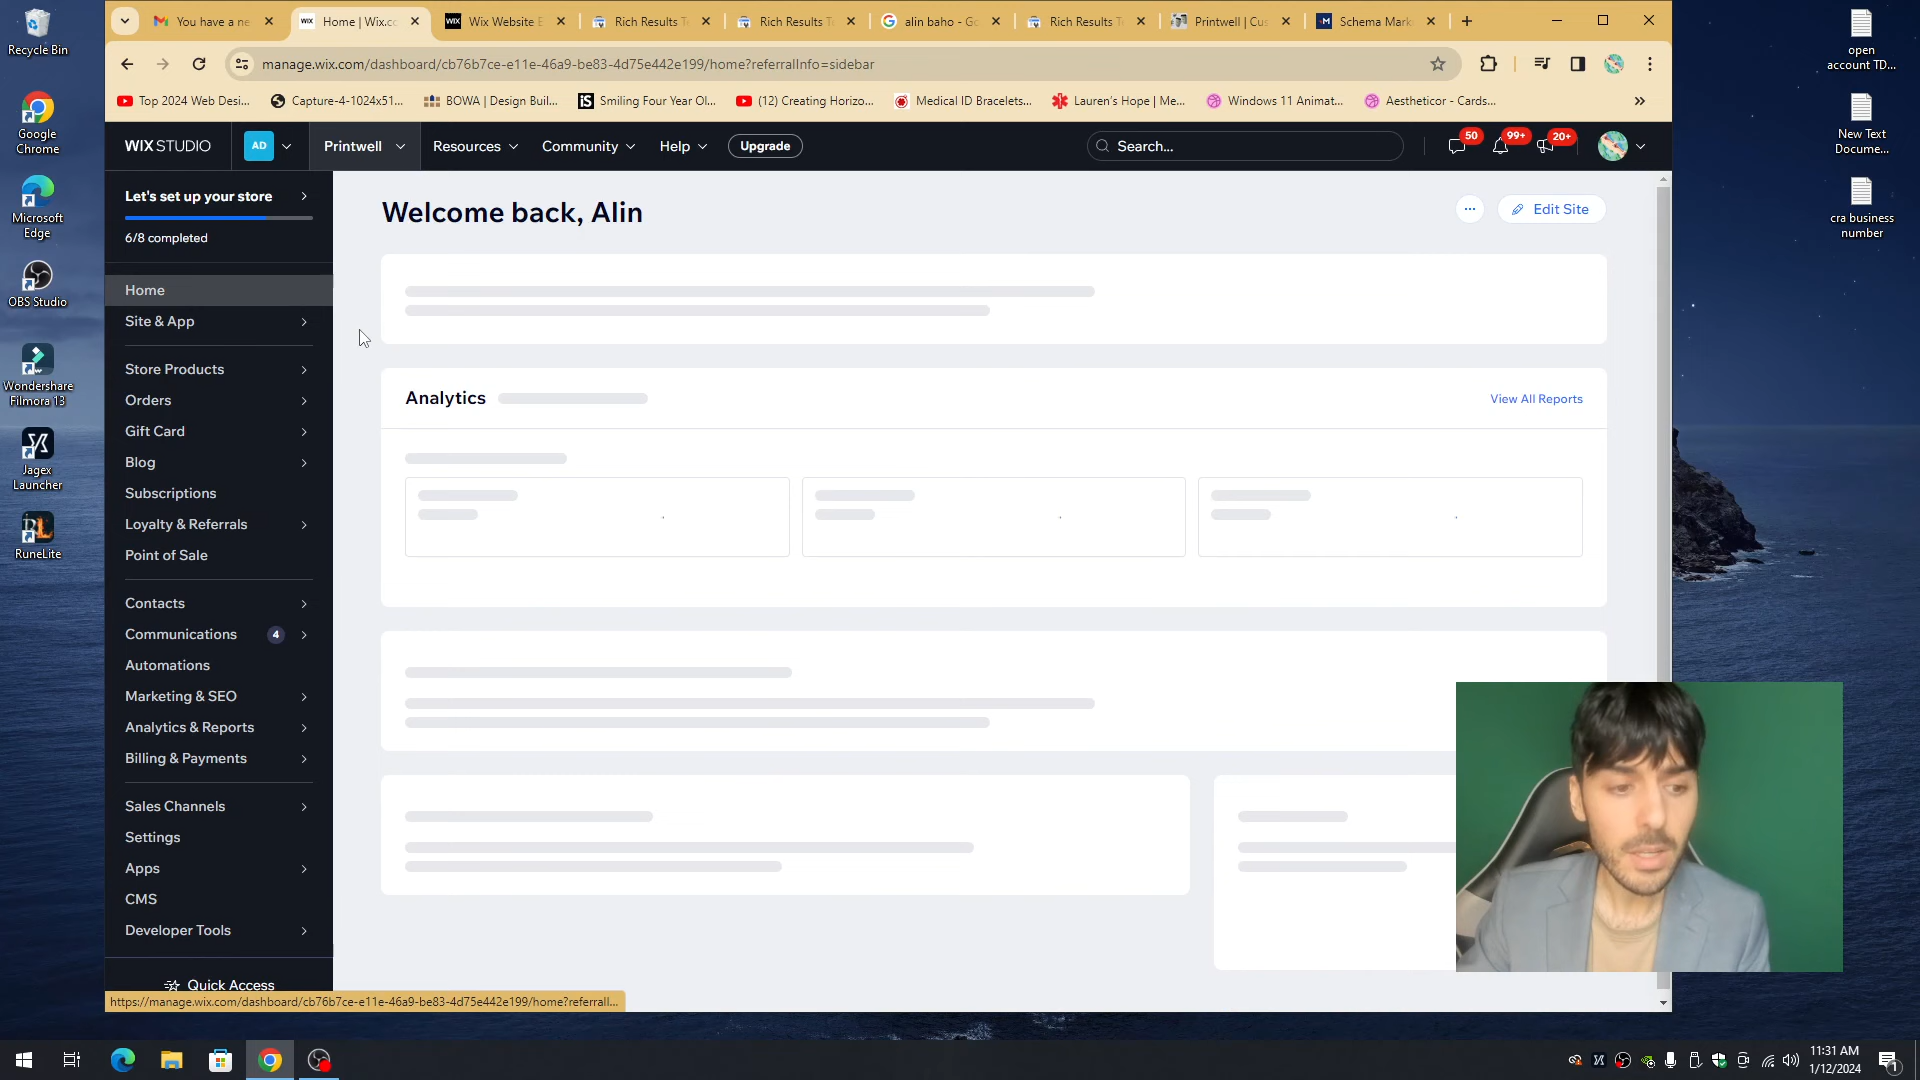 Recycle Bin
Google
Chrome
Microsoft
Edge
OBS Studio
Wondershare
Filmora 13
Jagex
Launcher
RuneLite
You have a ne
Home | Wix.co
WIX
Wix Website E
Rich Results Te
Rich Results Te
alin baho - Go
Rich Results Te
Printwell | Cus
Schema Mark
manage.wix.com/dashboard/cb76b7ce-e11e-46a9-be83-4d75e442e199/home?referralInfo=sidebar
Top 2024 Web Desi...
Capture-4-1024x51...
BOWA | Design Buil...
Smiling Four Year Ol...
(12) Creating Horizo...
Medical ID Bracelets...
Lauren's Hope | Me...
Windows 11 Animat...
Aestheticor - Cards...
WIX STUDIO
AD
Printwell
Resources
Community
Help
Upgrade
Search...
50
99+
20+
Let's set up your store
6/8 completed
Home
Site & App
Store Products
Orders
Gift Card
Blog
Subscriptions
Loyalty & Referrals
Point of Sale
Contacts
Communications 4
Automations
Marketing & SEO
Analytics & Reports
Billing & Payments
Sales Channels
Settings
Apps
CMS
Developer Tools
Quick Access
Welcome back, Alin
Edit Site
Analytics
View All Reports
https://manage.wix.com/dashboard/cb76b7ce-e11e-46a9-be83-4d75e442e199/home?referrall...
open
account TD...
New Text
Docume...
cra business
number
11:31 AM
1/12/2024
1